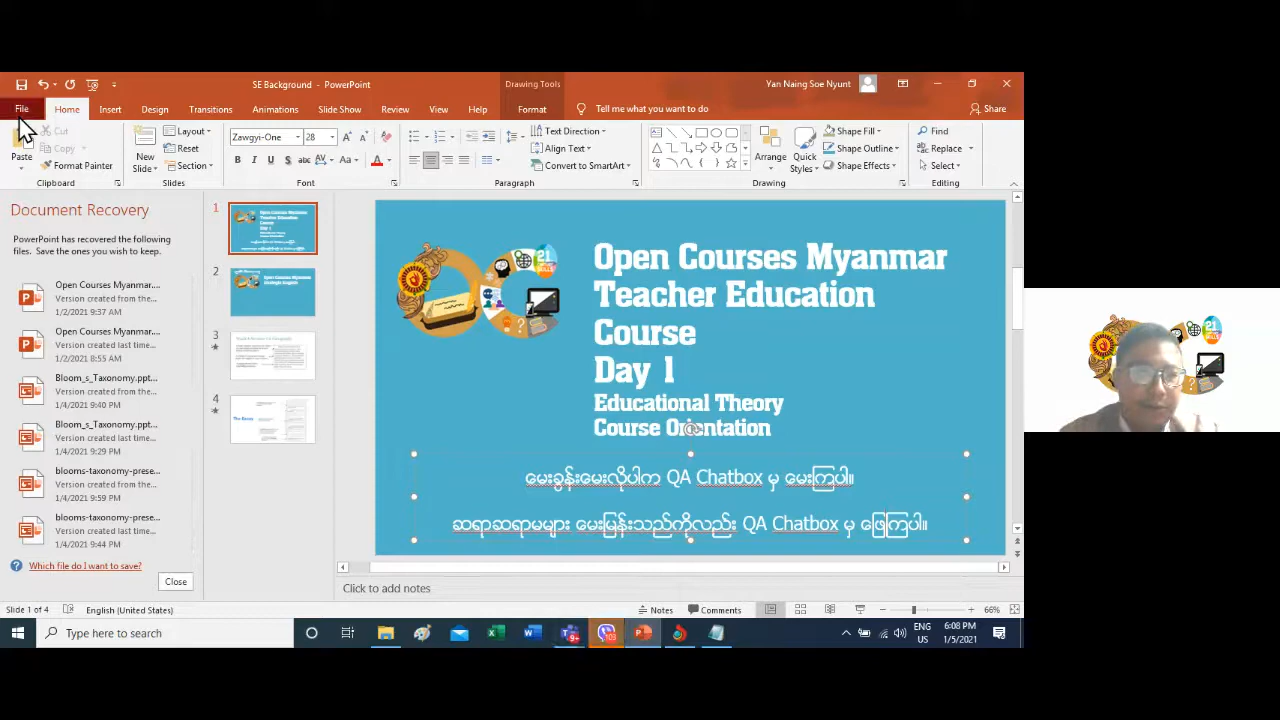 SE Background - PowerPoint
Drawing Tools
Yan Naing Soe Nyunt
File Home Insert Design Transitions Animations Slide Show Review View Help Format Tell me what you want to do Share
Paste
Cut
Copy
Format Painter
Clipboard
New Slide
Layout
Reset
Section
Slides
Zawgyi-One 28
B I U S abc AV Aa A
Font
Text Direction
Align Text
Convert to SmartArt
Paragraph
Arrange
Quick Styles
Shape Fill
Shape Outline
Shape Effects
Drawing
Find
Replace
Select
Editing
Document Recovery
PowerPoint has recovered the following
files. Save the ones you wish to keep.
Open Courses Myanmar....
Version created from the...
1/2/2021 9:37 AM
Open Courses Myanmar....
Version created last time...
1/2/2021 8:55 AM
Bloom_s_Taxonomy.ppt...
Version created from the...
1/4/2021 9:40 PM
Bloom_s_Taxonomy.ppt...
Version created last time...
1/4/2021 9:29 PM
blooms-taxonomy-prese...
Version created from the...
1/4/2021 9:59 PM
blooms-taxonomy-prese...
Version created last time...
1/4/2021 9:44 PM
Which file do I want to save?
Close
1
2
3
4
Open Courses Myanmar
Teacher Education
Course
Day 1
Educational Theory
Course Orientation
မေးခွန်းမေးလိုပါက QA Chatbox မှ မေးကြပါ။
ဆရာဆရာမများ မေးမြန်းသည်ကိုလည်း QA Chatbox မှ ဖြေကြပါ။
21
SKILLS
Click to add notes
Slide 1 of 4
English (United States)
Notes
Comments
66%
Type here to search
ENG
US
6:08 PM
1/5/2021
21